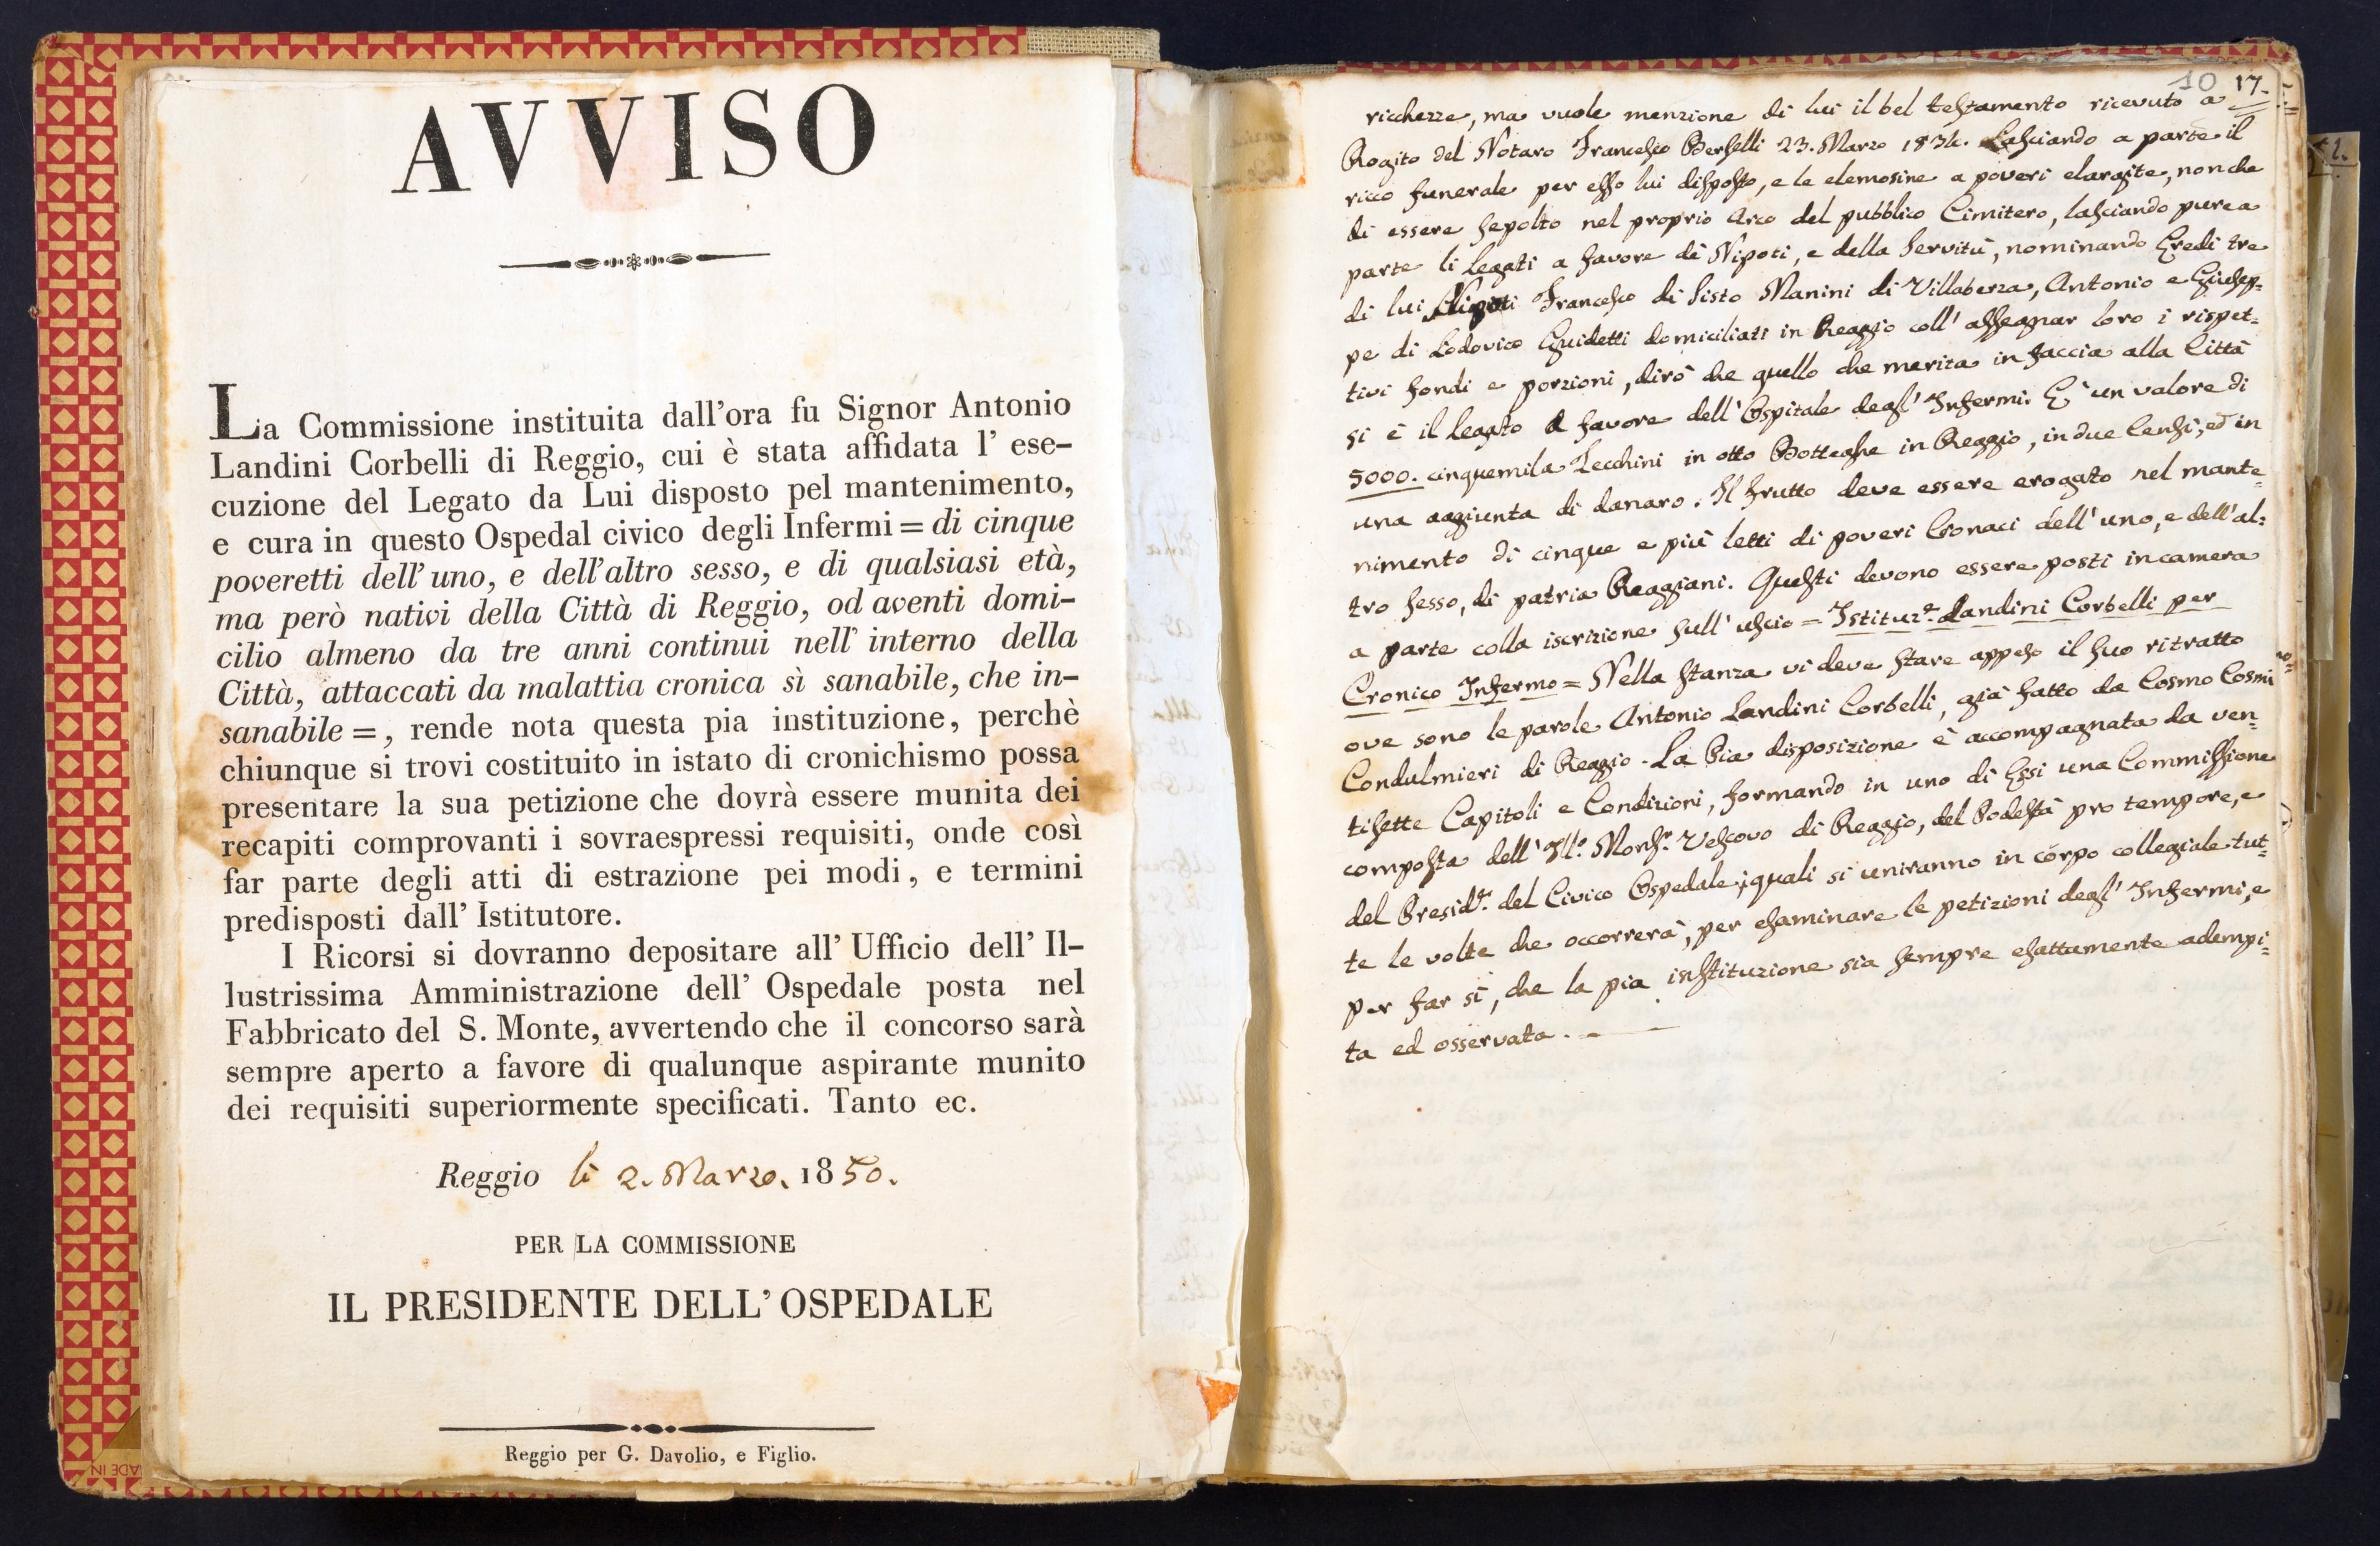 AVVISO
La Commissione instituita dall'ora fu Signor Antonio
Landini Corbelli di Reggio, cui è stata affidata l' ese-
cuzione del Legato da Lui disposto pel mantenimento,
e cura in questo Ospedal civico degli Infermi = di cinque
poveretti dell'uno, e dell'altro sesso, e di qualsiasi età,
ma però nativi della Città di Reggio, od aventi domi-
cilio almeno da tre anni continui nell' interno della
Città, attaccati da malattia cronica sì sanabile, che in-
sanabile =, rende nota questa pia instituzione, perchè
chiunque si trovi costituito in istato di cronichismo possa
presentare la sua petizione che dovrà essere munita dei
recapiti comprovanti i sovraespressi requisiti, onde così
far parte degli atti di estrazione pei modi, e termini
predisposti dall' Istitutore.
I Ricorsi si dovranno depositare all' Ufficio dell' Il-
lustrissima Amministrazione dell' Ospedale posta nel
Fabbricato del S. Monte, avvertendo che il concorso sarà
sempre aperto a favore di qualunque aspirante munito
dei requisiti superiormente specificati. Tanto ec.
Reggio li 2. Marzo. 1850.
PER LA COMMISSIONE
IL PRESIDENTE DELL' OSPEDALE
Reggio per G. Davolio, e Figlio.
10 17.
ricchezze, ma vuole menzione di lui il bel testamento ricevuto a
Rogito del Notaro Francesco Berselli 23. Marzo 1834. Lasciando a parte il
ricco funerale per esso lui disposto, e le elemosine a poveri elargite, nonche
di essere sepolto nel proprio Arco del pubblico Cimitero, lasciando pure a
parte li Legati a favore de Nipoti, e della Servitù, nominando Eredi tre
di lui Nipoti Francesco di Sisto Manini di Villaberza, Antonio e Giusep=
pe di Lodovico Guidetti domiciliati in Reggio coll' assegnar loro i rispet=
tivi fondi e porzioni, dirò che quello che merita in faccia alla Città
si è il Legato a favore dell' Ospitale degl' Infermi. È un valore di
5000. cinquemila Zecchini in otto Botteghe in Reggio, in due Censi, ed in
una aggiunta di danaro. Il frutto deve essere erogato nel mante=
nimento di cinque e più letti di poveri Cronaci dell' uno, e dell' al=
tro sesso, di patria Reggiani. Questi devono essere posti in camera
a parte colla iscrizione sull' uscio = Istituz.e Landini Corbelli per
Cronico Infermo = Nella stanza vi deve stare appeso il suo ritratto
ove sono le parole Antonio Landini Corbelli, già fatto da Cosmo Cosmi no=
Condulmieri di Reggio. La Pia disposizione è accompagnata da ven=
tisette Capitoli e Condizioni, formando in uno di Essi una Commissione
composta dell' Ill.o Mons.r Vescovo di Reggio, del Podestà pro tempore, e
del Presid.e del Civico Ospedale, i quali si uniranno in corpo collegiale tut=
te le volte che occorrerà, per esaminare le petizioni degl' Infermi, e
per far sì, che la pia instituzione sia sempre esattamente adempi=
ta ed osservata.